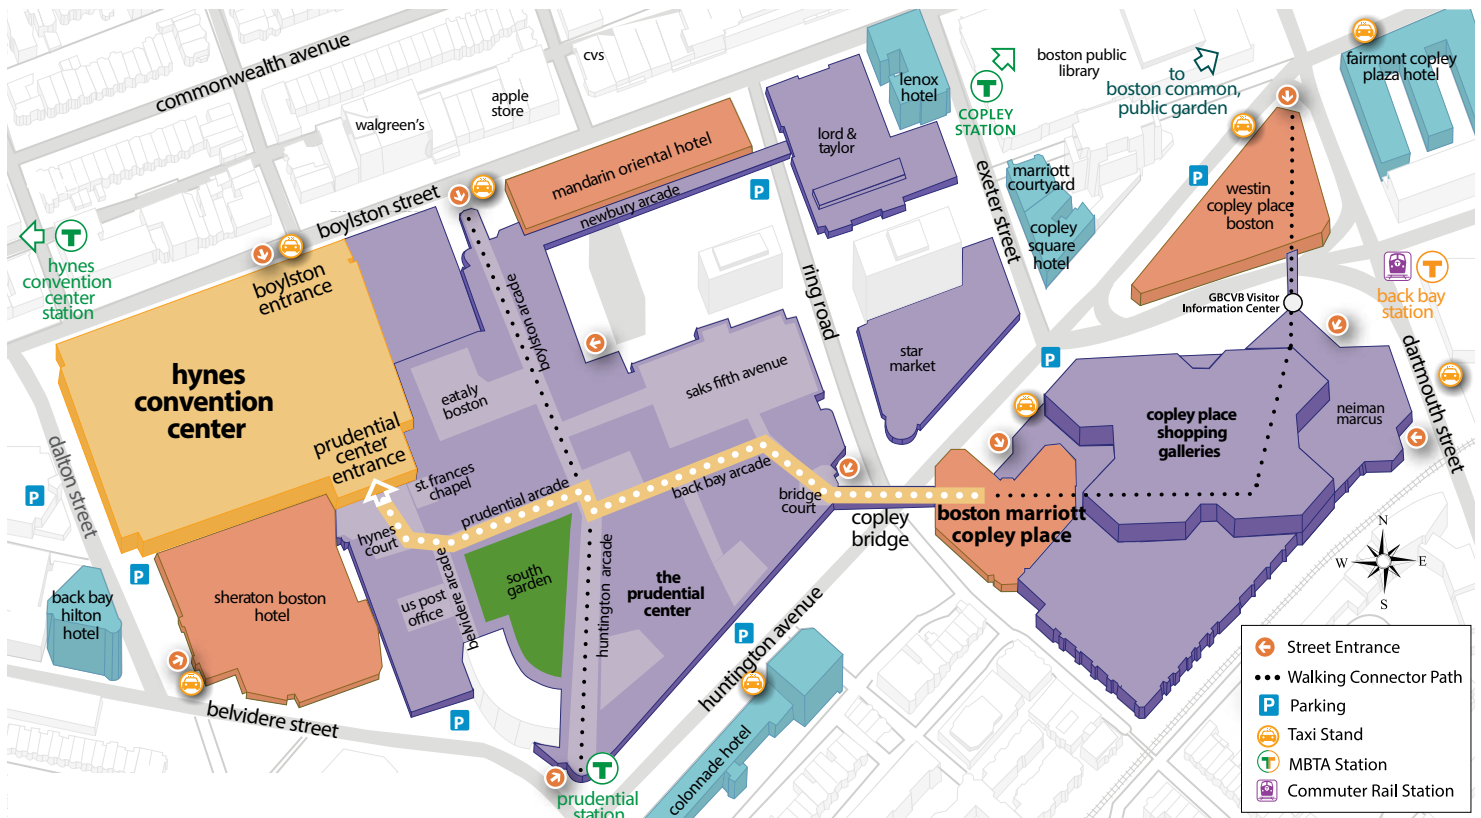 commonwealth avenue
cvs
apple
store
walgreen's
lenox
hotel
COPLEY
STATION
boston public
library
to
boston common,
public garden
fairmont copley
plaza hotel
mandarin oriental hotel
lord &
taylor
newbury arcade
boylston street
exeter street
marriott
courtyard
copley
square
hotel
westin
copley place
boston
hynes
convention
center
station
boylston
entrance
boylston arcade
ring road
GBCVB Visitor
Information Center
back bay
station
hynes
convention
center
prudential
center
entrance
eataly
boston
saks fifth avenue
star
market
copley place
shopping
galleries
neiman
marcus
dartmouth street
dalton street
st. frances
chapel
prudential arcade
back bay arcade
bridge
court
copley
bridge
boston marriott
copley place
hynes
court
south
garden
huntington arcade
the
prudential
center
us post
office
belvidere arcade
back bay
hilton
hotel
sheraton boston
hotel
belvidere street
huntington avenue
colonnade hotel
prudential
station
N
W
E
S
P
P
P
P
P
P
P
T
T
T
T
Street Entrance
Walking Connector Path
P Parking
Taxi Stand
T MBTA Station
Commuter Rail Station